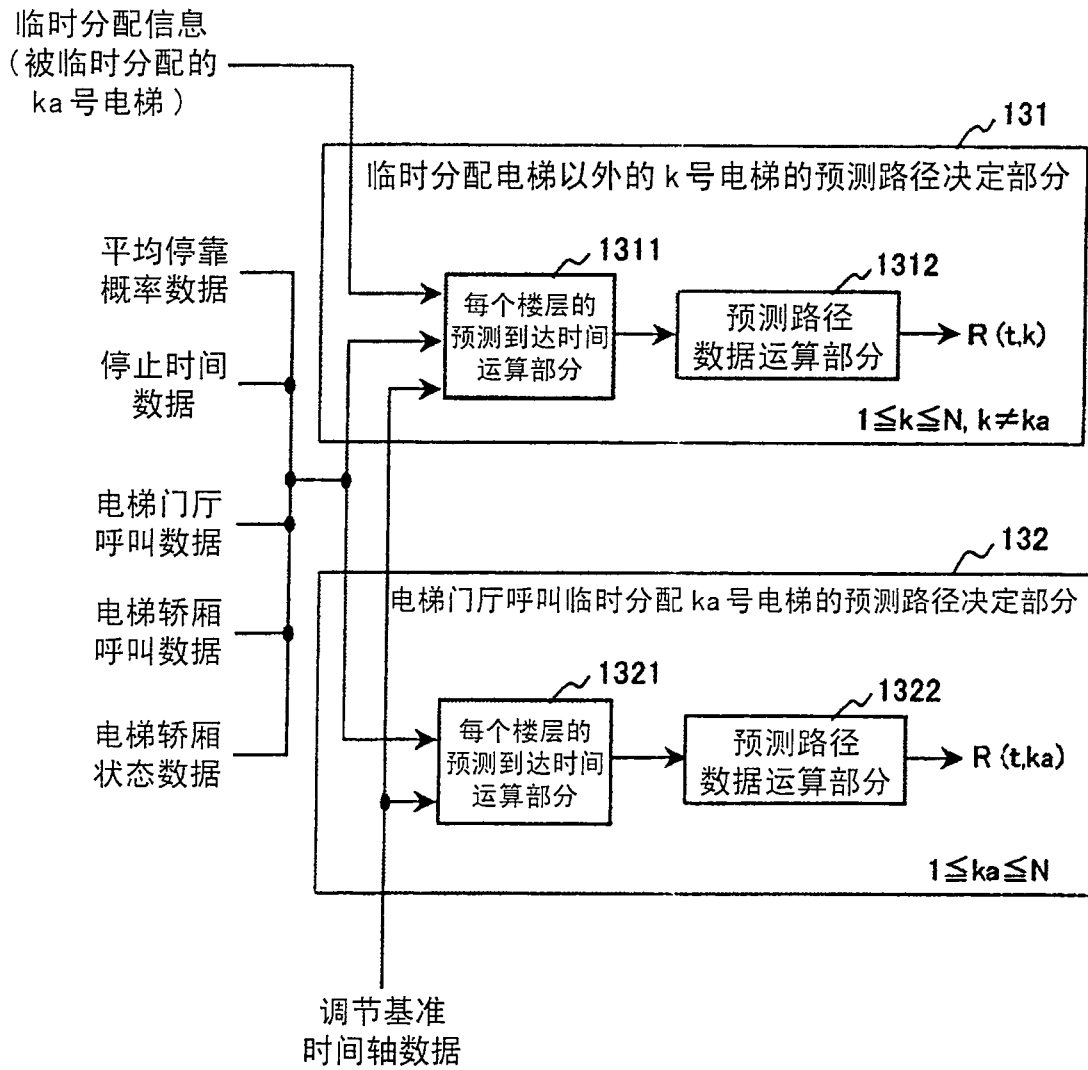 临时分配信息
（被临时分配的
ka号电梯）
131
临时分配电梯以外的k号电梯的预测路径决定部分
平均停靠
概率数据
1311
每个楼层的
预测到达时间
运算部分
1312
预测路径
数据运算部分
R(t,k)
停止时间
数据
1≦k≦N, k≠ka
电梯门厅
呼叫数据
132
电梯门厅呼叫临时分配ka号电梯的预测路径决定部分
电梯轿厢
呼叫数据
1321
每个楼层的
预测到达时间
运算部分
1322
预测路径
数据运算部分
R(t,ka)
电梯轿厢
状态数据
1≦ka≦N
调节基准
时间轴数据